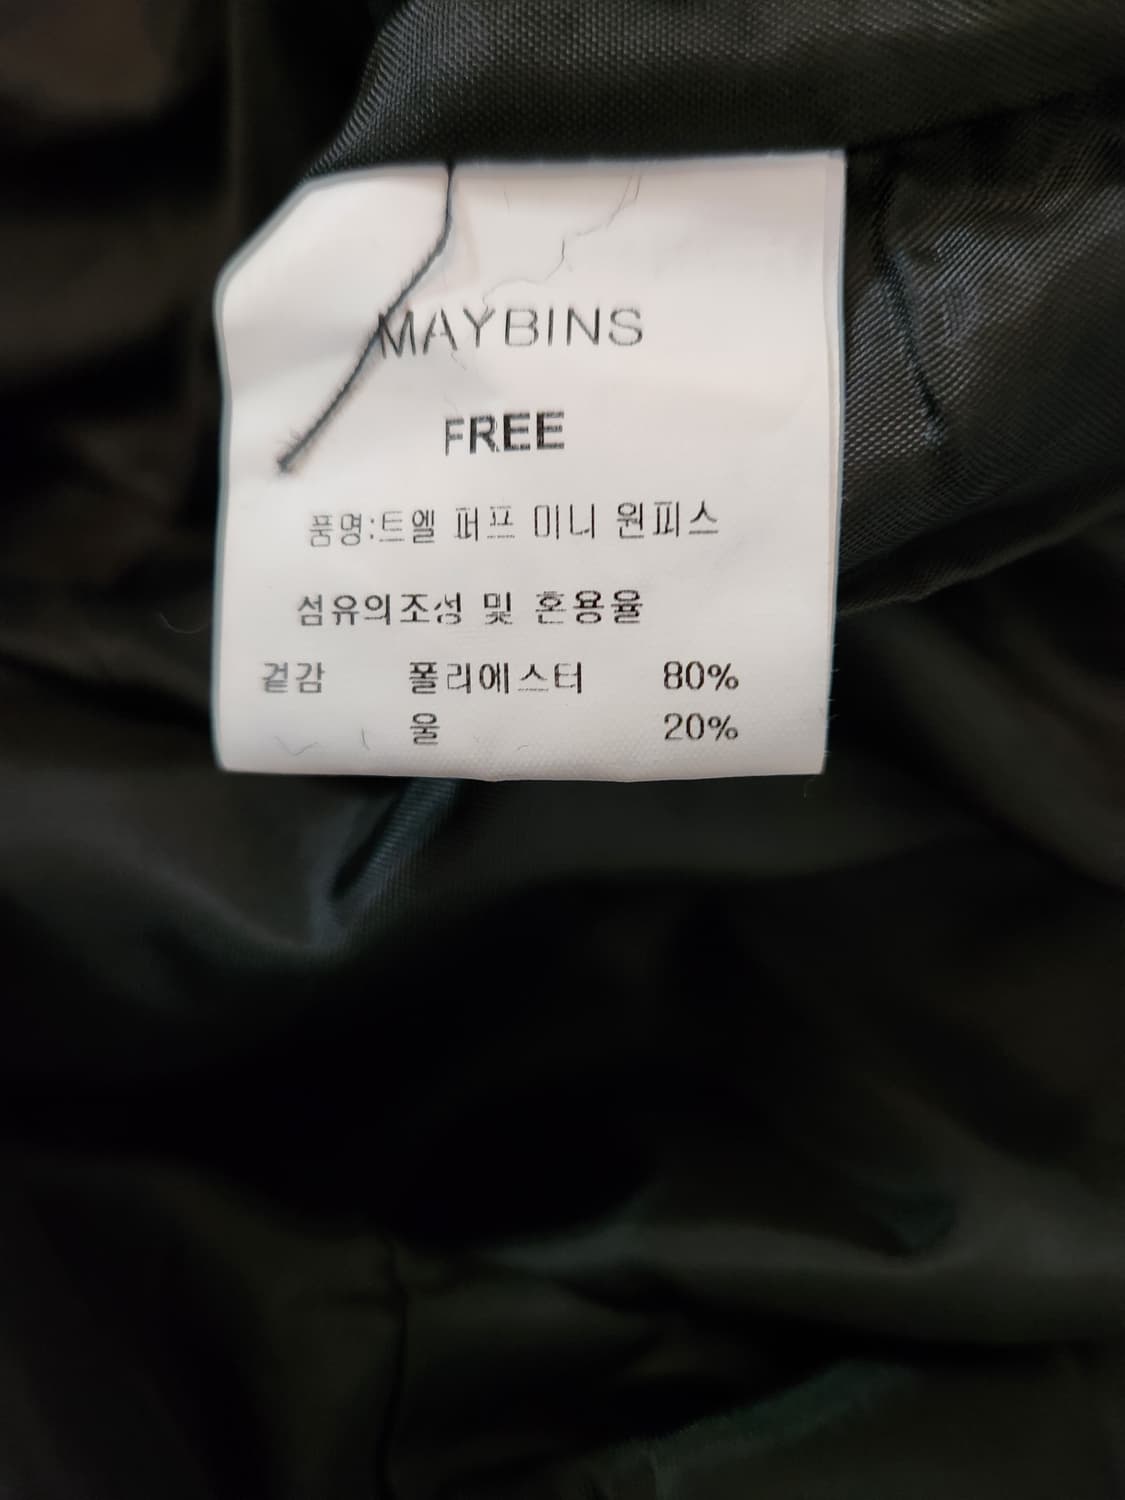 MAYBINS
FREE
품명:트엘 퍼프 미니 원피스
섬유의조성 및 혼용율
겉감 폴리에스터 80%
울 20%